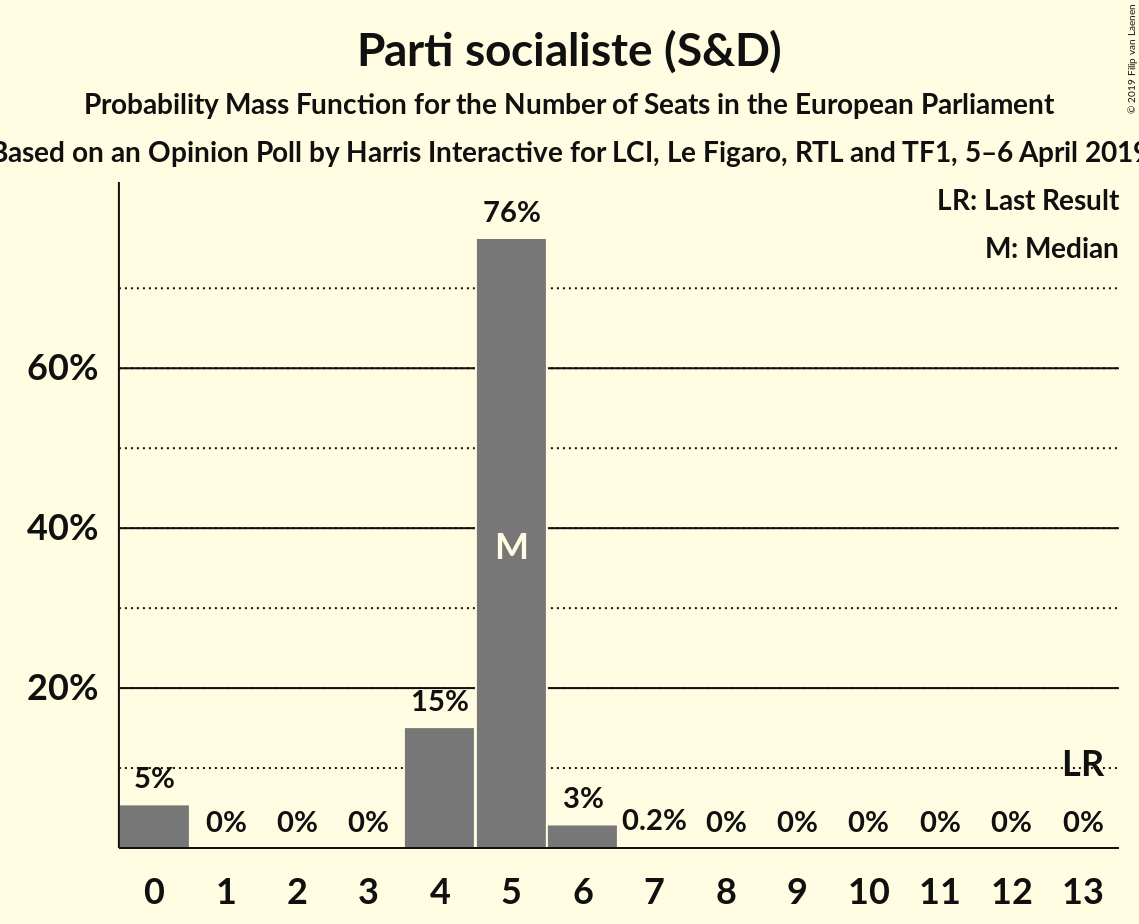 Parti socialiste (S&D)
Probability Mass Function for the Number of Seats in the European Parliament
Based on an Opinion Poll by Harris Interactive for LCI, Le Figaro, RTL and TF1, 5–6 April 2019
© 2019 Filip van Laenen
LR: Last Result
M: Median
76%
60%
40%
M
20%
15%
LR
5%
3%
0% 0% 0% 0.2% 0% 0% 0% 0% 0% 0%
0 1 2 3 4 5 6 7 8 9 10 11 12 13